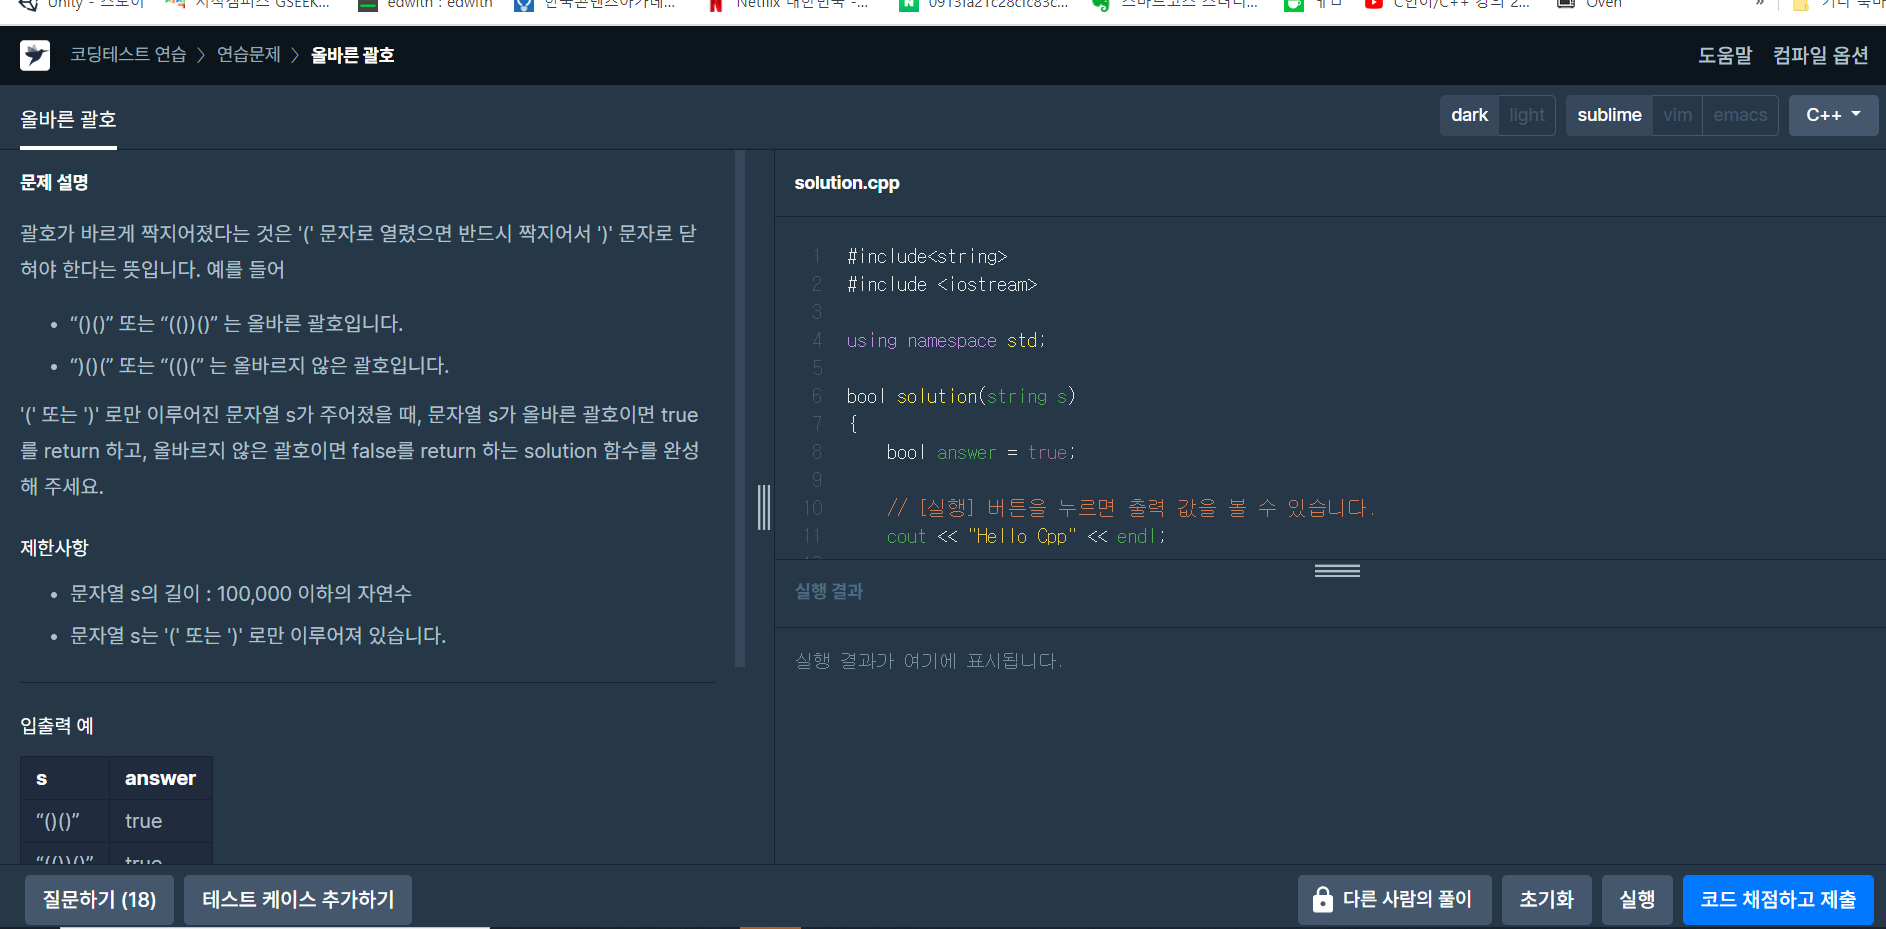 Unity - 스토어
지식캠퍼스 GSEEK...
edwith : edwith
한국콘텐츠아카데...
Netflix 대한민국 -...
C언어/C++ 강의 2...
Oven
»
코딩테스트 연습 > 연습문제 > 올바른 괄호
도움말 컴파일 옵션
올바른 괄호
dark light sublime vim emacs C++
문제 설명
괄호가 바르게 짝지어졌다는 것은 '(' 문자로 열렸으면 반드시 짝지어서 ')' 문자로 닫
혀야 한다는 뜻입니다. 예를 들어
• “()()” 또는 “(())()” 는 올바른 괄호입니다.
• “)()(” 또는 “(()(” 는 올바르지 않은 괄호입니다.
'(' 또는 ')' 로만 이루어진 문자열 s가 주어졌을 때, 문자열 s가 올바른 괄호이면 true
를 return 하고, 올바르지 않은 괄호이면 false를 return 하는 solution 함수를 완성
해 주세요.
제한사항
• 문자열 s의 길이 : 100,000 이하의 자연수
• 문자열 s는 '(' 또는 ')' 로만 이루어져 있습니다.
입출력 예
s answer
“()()” true
“(())()” true
solution.cpp
1 #include<string>
2 #include <iostream>
3
4 using namespace std;
5
6 bool solution(string s)
7 {
8 bool answer = true;
9
10 // [실행] 버튼을 누르면 출력 값을 볼 수 있습니다.
11 cout << "Hello Cpp" << endl;
실행 결과
실행 결과가 여기에 표시됩니다.
질문하기 (18) 테스트 케이스 추가하기
다른 사람의 풀이 초기화 실행 코드 채점하고 제출